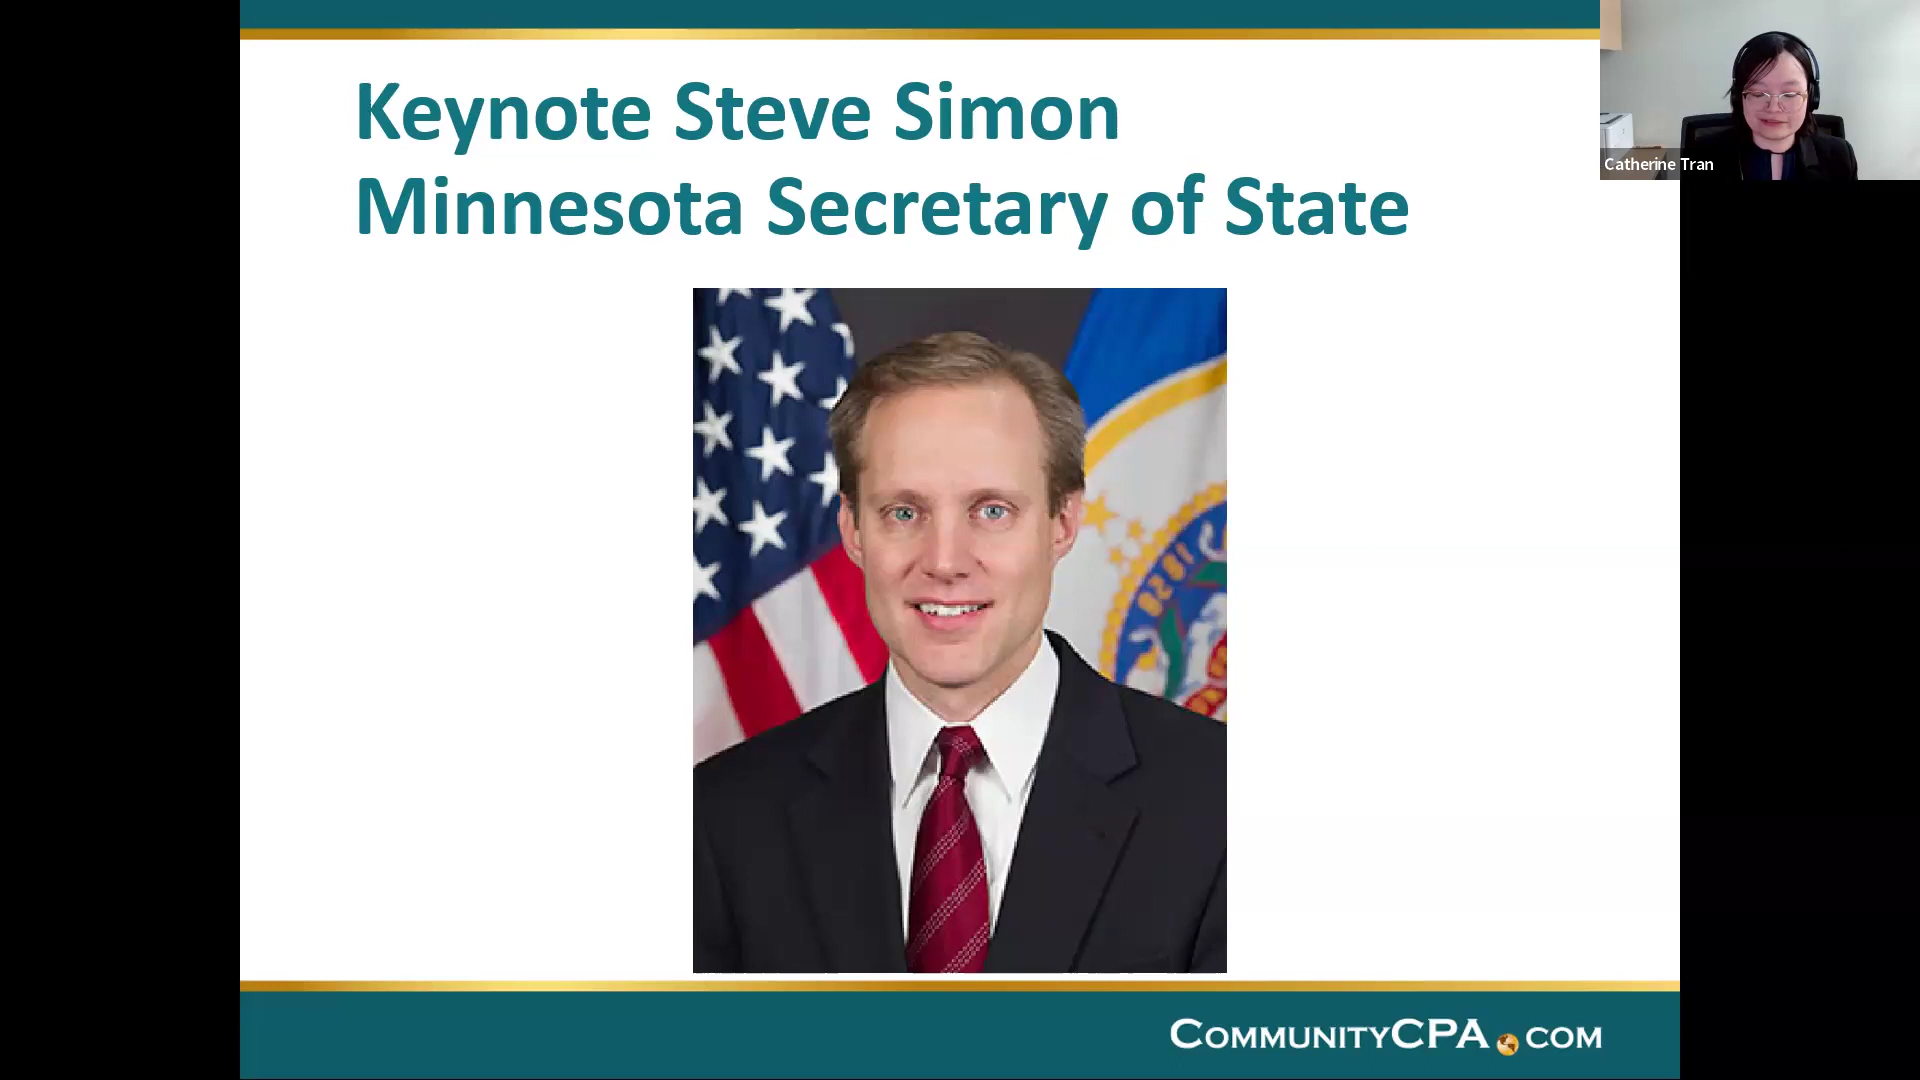 Keynote Steve Simon
Minnesota Secretary of State
Catherine Tran
COMMUNITYCPA.COM